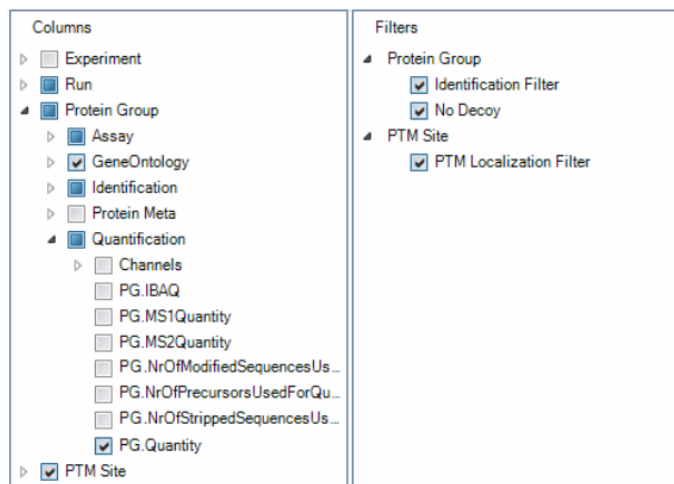 Columns
Experiment
Run
Protein Group
Assay
GeneOntology
Identification
Protein Meta
Quantification
Channels
PG.IBAQ
PG.MS1Quantity
PG.MS2Quantity
PG.NrOfModifiedSequencesUs...
PG.NrOfPrecursorsUsedForQu...
PG.NrOfStrippedSequencesUs...
PG.Quantity
PTM Site
Filters
Protein Group
Identification Filter
No Decoy
PTM Site
PTM Localization Filter